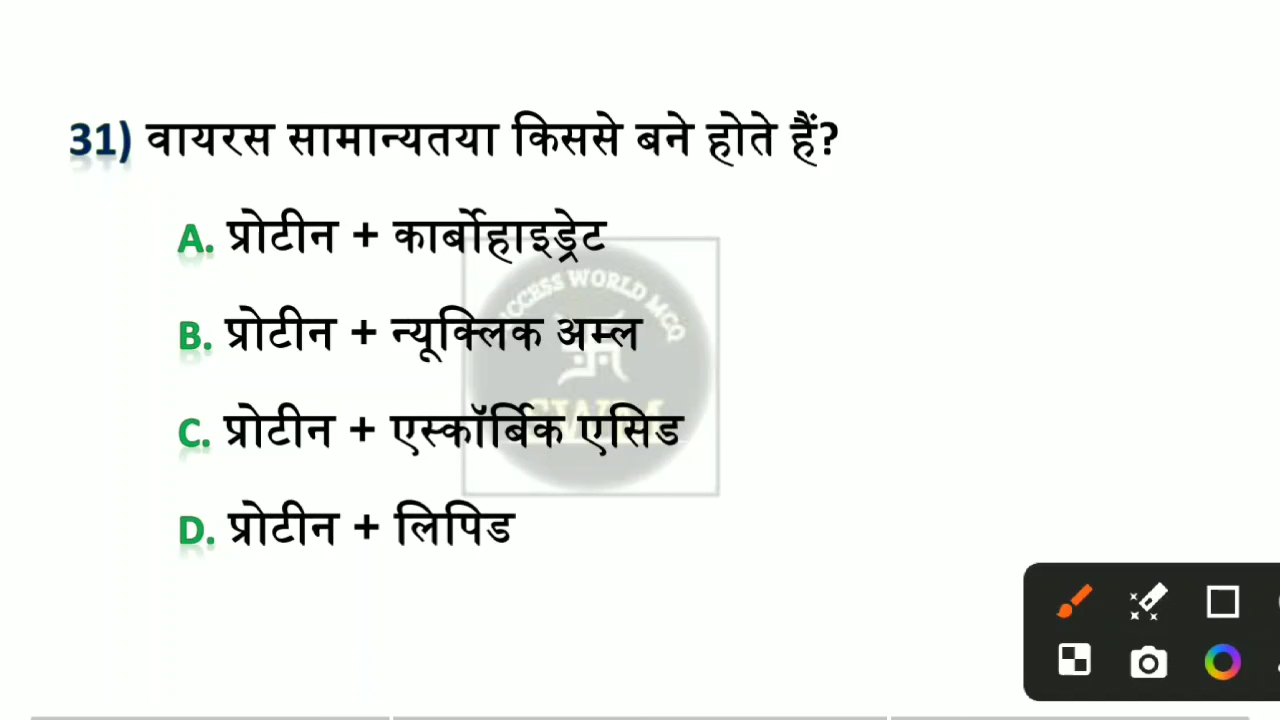 31) वायरस सामान्यतया किससे बने होते हैं?
A. प्रोटीन + कार्बोहाइड्रेट
B. प्रोटीन + न्यूक्लिक अम्ल
C. प्रोटीन + एस्कॉर्बिक एसिड
D. प्रोटीन + लिपिड